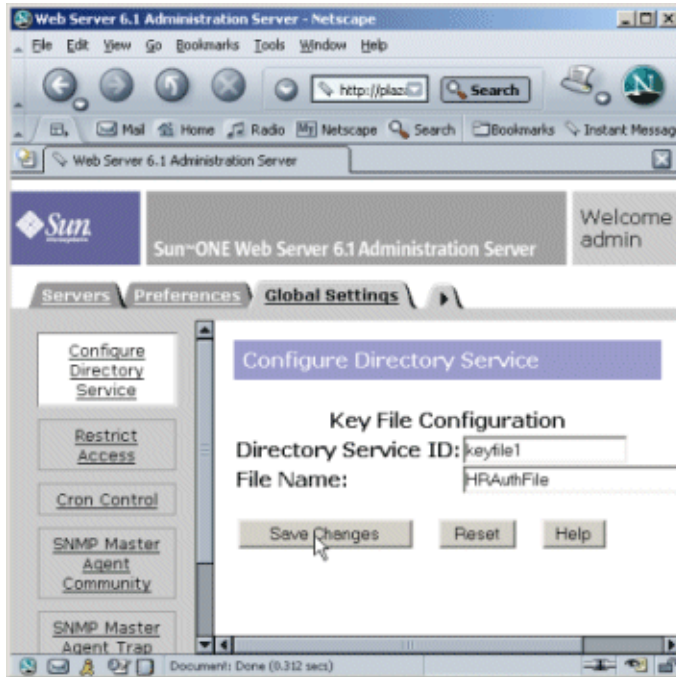 Web Server 6.1 Administration Server - Netscape
File Edit View Go Bookmarks Tools Window Help
http://plaz Search
Mail Home Radio My Netscape Search Bookmarks Instant Messag
Web Server 6.1 Administration Server
Sun
Sun ONE Web Server 6.1 Administration Server
Welcome
admin
Servers Preferences Global Settings
Configure
Directory
Service
Restrict
Access
Cron Control
SNMP Master
Agent
Community
SNMP Master
Agent Trap
Configure Directory Service
Key File Configuration
Directory Service ID: keyfile1
File Name: HRAuthFile
Save Changes Reset Help
Document: Done (0.312 secs)